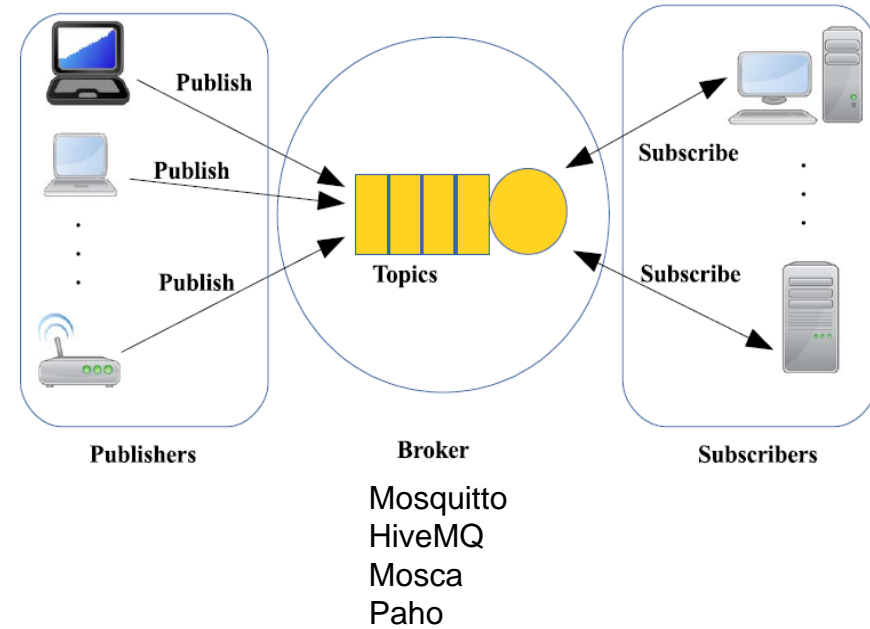 Publish
Publish
Subscribe
Topics
Publish
Subscribe
Publishers
Broker
Subscribers
Mosquitto
HiveMQ
Mosca
Paho